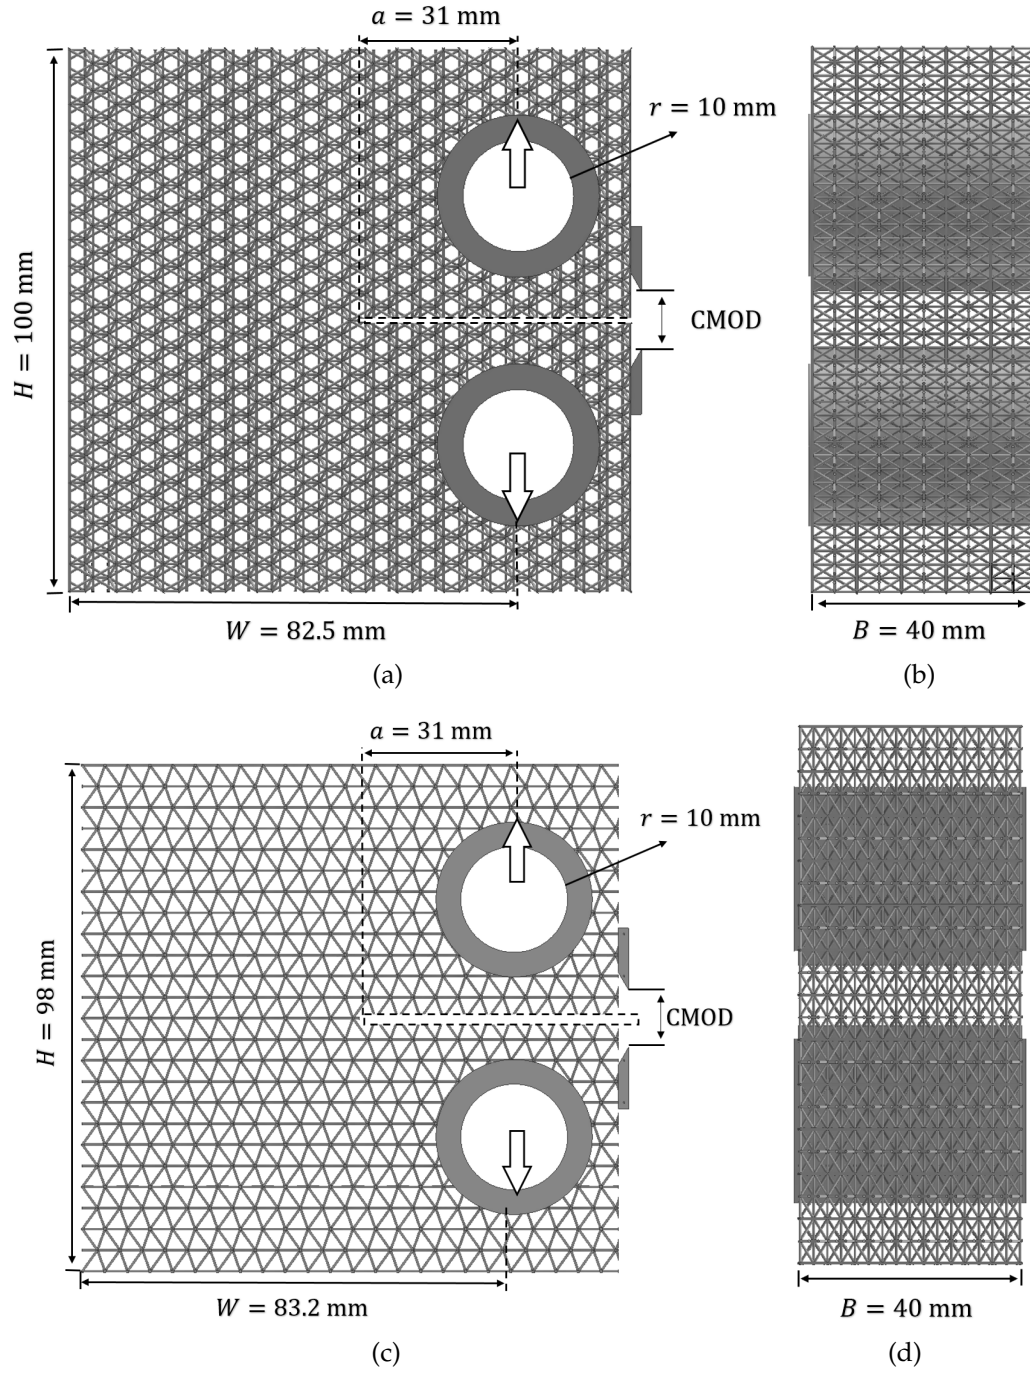 a = 31 mm
r = 10 mm
H = 100 mm
CMOD
W = 82.5 mm
B = 40 mm
(a)
(b)
a = 31 mm
r = 10 mm
H = 98 mm
CMOD
W = 83.2 mm
B = 40 mm
(c)
(d)